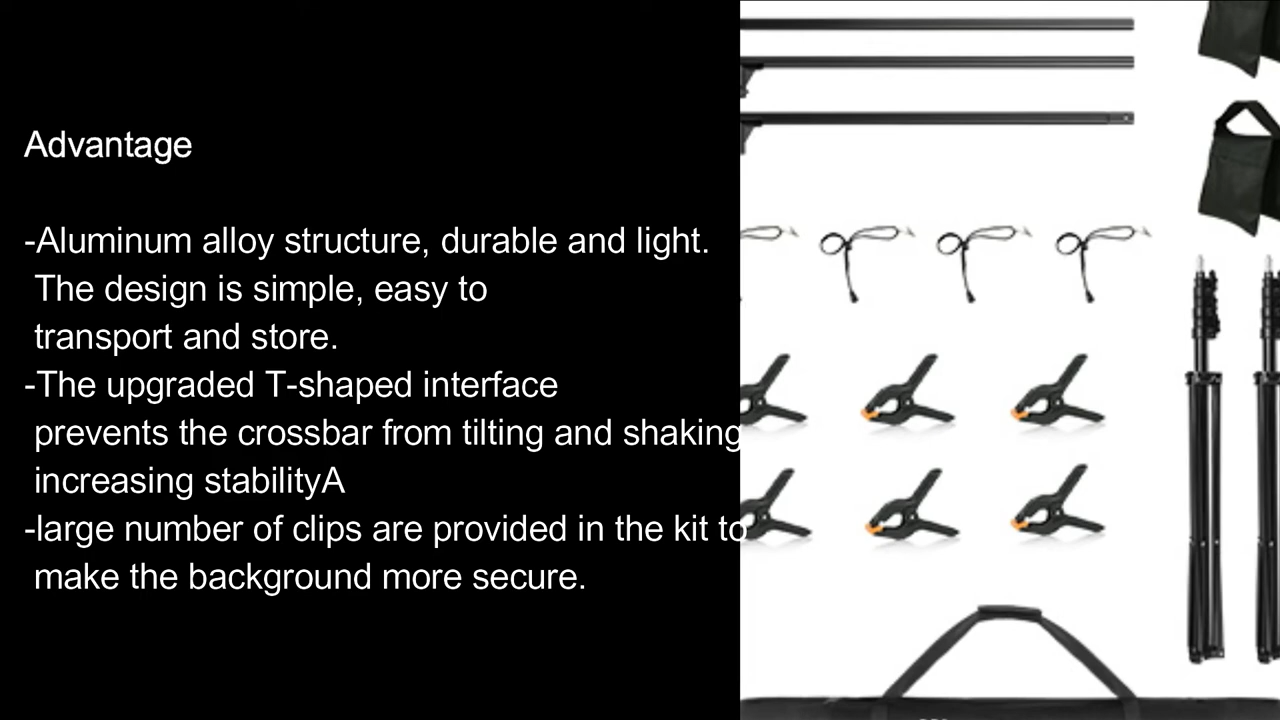 Advantage
-Aluminum alloy structure, durable and light.
The design is simple, easy to
transport and store.
-The upgraded T-shaped interface
prevents the crossbar from tilting and shaking
increasing stabilityA
-large number of clips are provided in the kit to
make the background more secure.